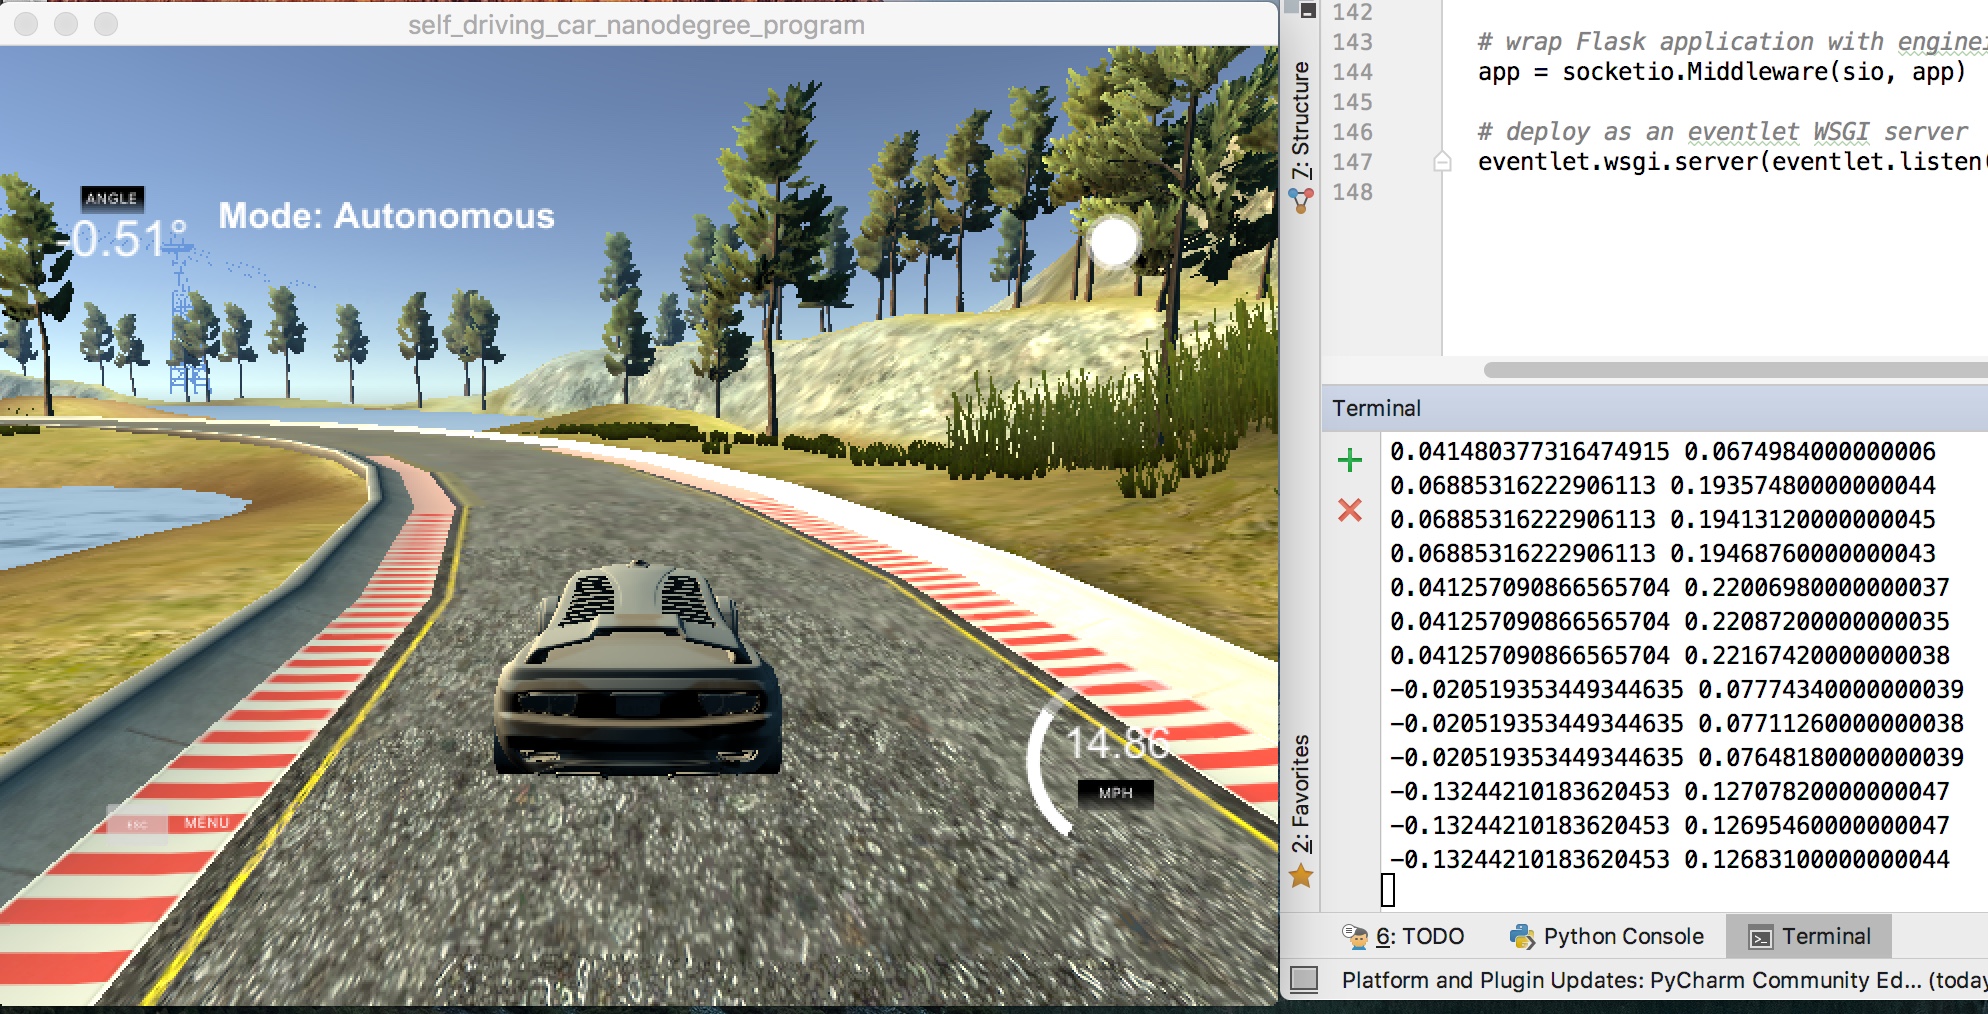 self_driving_car_nanodegree_program
ANGLE
-0.51°
Mode: Autonomous
14.86
MPH
ESC MENU
7: Structure
2: Favorites
142
143 # wrap Flask application with enginei
144 app = socketio.Middleware(sio, app)
145
146 # deploy as an eventlet WSGI server
147 eventlet.wsgi.server(eventlet.listen(
148
Terminal
0.041480377316474915 0.0674984000000006
0.06885316222906113 0.19357480000000044
0.06885316222906113 0.19413120000000045
0.06885316222906113 0.19468760000000043
0.041257090866565704 0.22006980000000037
0.041257090866565704 0.22087200000000035
0.041257090866565704 0.22167420000000038
-0.020519353449344635 0.07774340000000039
-0.020519353449344635 0.07711260000000038
-0.020519353449344635 0.07648180000000039
-0.13244210183620453 0.12707820000000047
-0.13244210183620453 0.12695460000000047
-0.13244210183620453 0.12683100000000044
6: TODO Python Console Terminal
Platform and Plugin Updates: PyCharm Community Ed... (today